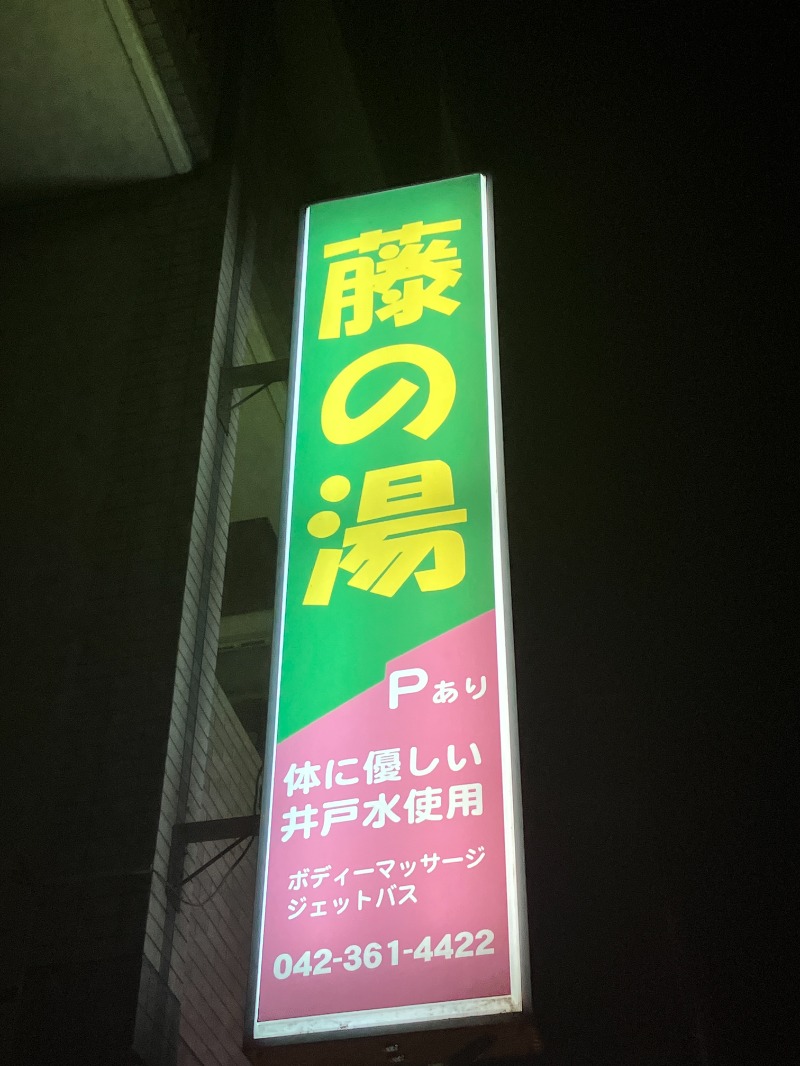 藤の湯
Pあり
体に優しい
井戸水使用
ボディーマッサージ
ジェットバス
042-361-4422